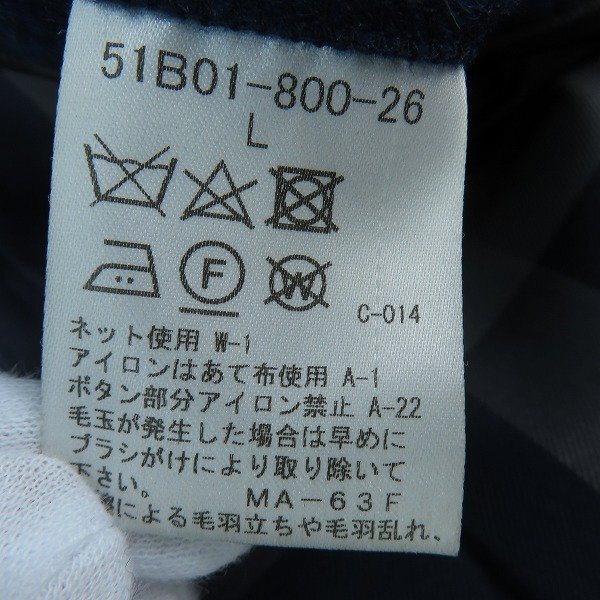 51B01-800-26
L
F W
C-014
ネット使用 W-1
アイロンはあて布使用 A-1
ボタン部分アイロン禁止 A-22
毛玉が発生した場合は早めに
ブラシがけにより取り除いて
下さい。 MA-63F
による毛羽立ちや毛羽乱れ、